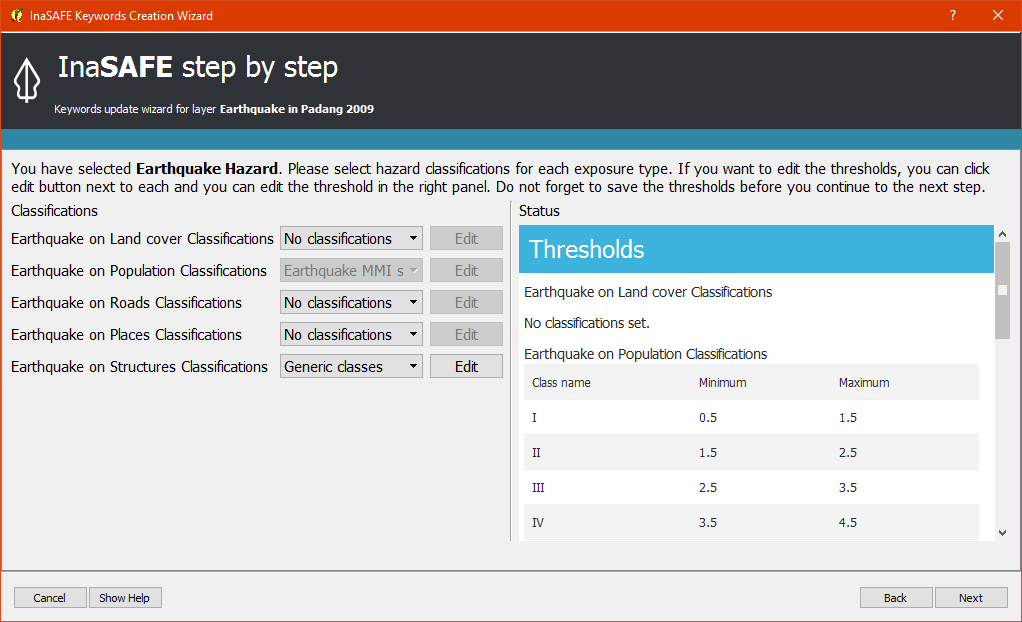 InaSAFE Keywords Creation Wizard
?
InaSAFE step by step
Keywords update wizard for layer Earthquake in Padang 2009
You have selected Earthquake Hazard. Please select hazard classifications for each exposure type. If you want to edit the thresholds, you can click
edit button next to each and you can edit the threshold in the right panel. Do not forget to save the thresholds before you continue to the next step.
Classifications
Earthquake on Land cover Classifications No classifications Edit
Earthquake on Population Classifications Earthquake MMI s Edit
Earthquake on Roads Classifications No classifications Edit
Earthquake on Places Classifications No classifications Edit
Earthquake on Structures Classifications Generic classes Edit
Status
Thresholds
Earthquake on Land cover Classifications
No classifications set.
Earthquake on Population Classifications
Class name Minimum Maximum
I 0.5 1.5
II 1.5 2.5
III 2.5 3.5
IV 3.5 4.5
Cancel Show Help Back Next